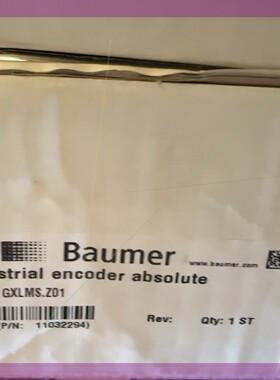 Baumer
www.baumer.com
strial encoder absolute
GXLMS.Z01
(P/N: 11032294)
Rev:
Qty: 1 ST